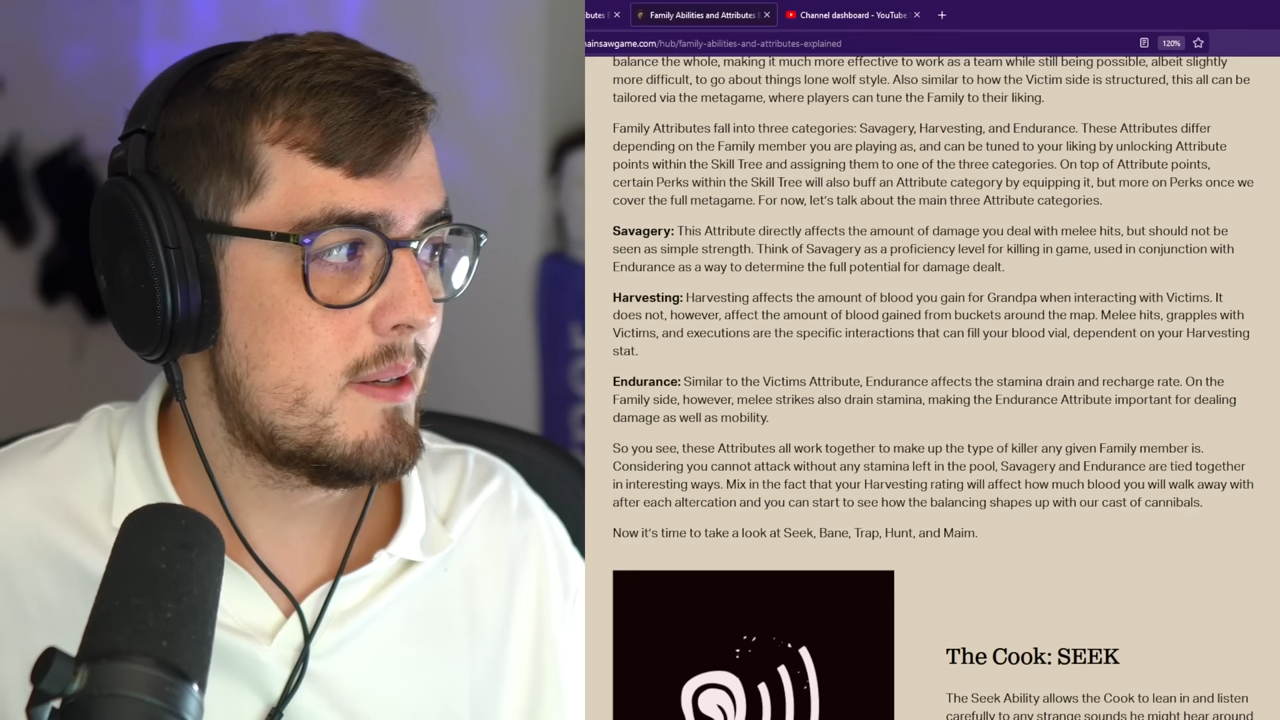 butes E
Family Abilities and Attributes E
Channel dashboard - YouTube
ainsawgame.com/hub/family-abilities-and-attributes-explained
120%
balance the whole, making it much more effective to work as a team while still being possible, albeit slightly
more difficult, to go about things lone wolf style. Also similar to how the Victim side is structured, this all can be
tailored via the metagame, where players can tune the Family to their liking.
Family Attributes fall into three categories: Savagery, Harvesting, and Endurance. These Attributes differ
depending on the Family member you are playing as, and can be tuned to your liking by unlocking Attribute
points within the Skill Tree and assigning them to one of the three categories. On top of Attribute points,
certain Perks within the Skill Tree will also buff an Attribute category by equipping it, but more on Perks once we
cover the full metagame. For now, let’s talk about the main three Attribute categories.
Savagery: This Attribute directly affects the amount of damage you deal with melee hits, but should not be
seen as simple strength. Think of Savagery as a proficiency level for killing in game, used in conjunction with
Endurance as a way to determine the full potential for damage dealt.
Harvesting: Harvesting affects the amount of blood you gain for Grandpa when interacting with Victims. It
does not, however, affect the amount of blood gained from buckets around the map. Melee hits, grapples with
Victims, and executions are the specific interactions that can fill your blood vial, dependent on your Harvesting
stat.
Endurance: Similar to the Victims Attribute, Endurance affects the stamina drain and recharge rate. On the
Family side, however, melee strikes also drain stamina, making the Endurance Attribute important for dealing
damage as well as mobility.
So you see, these Attributes all work together to make up the type of killer any given Family member is.
Considering you cannot attack without any stamina left in the pool, Savagery and Endurance are tied together
in interesting ways. Mix in the fact that your Harvesting rating will affect how much blood you will walk away with
after each altercation and you can start to see how the balancing shapes up with our cast of cannibals.
Now it’s time to take a look at Seek, Bane, Trap, Hunt, and Maim.
The Cook: SEEK
The Seek Ability allows the Cook to lean in and listen
carefully to any strange sounds he might hear around